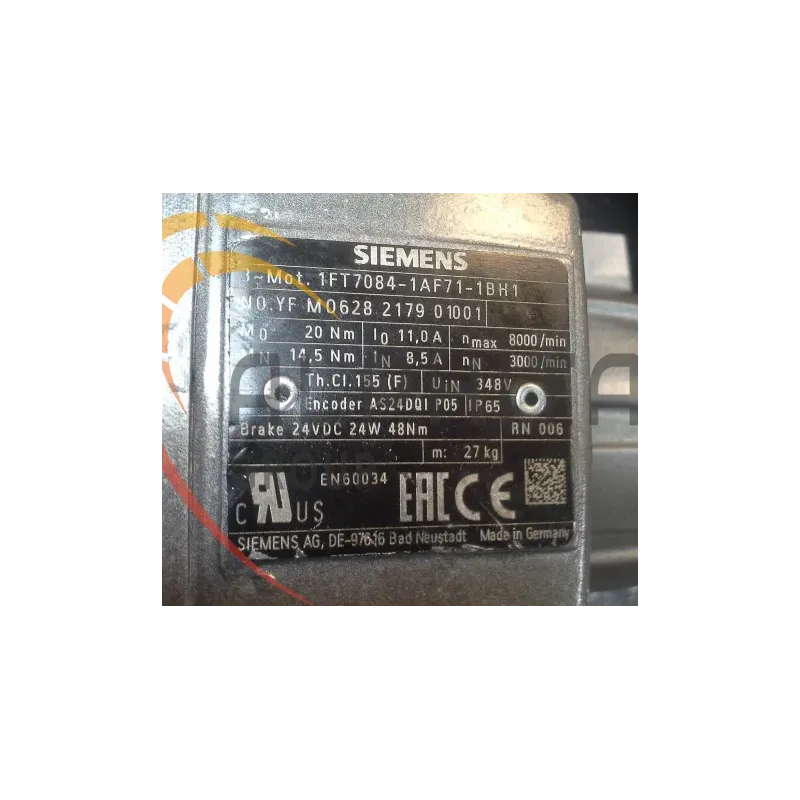 SIEMENS
3~Mot. 1FT7084-1AF71-1BH1
NO.YF M0628 2179 01001
M0 20 Nm I0 11,0 A nmax 8000/min
MN 14,5 Nm IN 8,5 A nN 3000/min
Th.Cl.155 (F) UIN 348V
Encoder AS24DQI P05 IP65
Brake 24VDC 24W 48Nm RN 006
m: 27 kg
EN60034
C RU US EAC CE
SIEMENS AG, DE-97616 Bad Neustadt Made in Germany